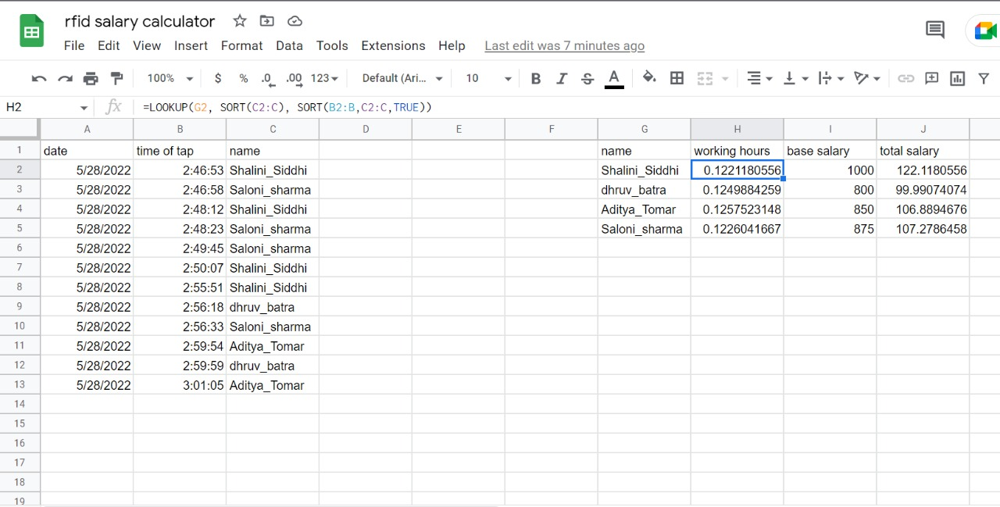 rfid salary calculator
File Edit View Insert Format Data Tools Extensions Help Last edit was 7 minutes ago
100% $ % .0 .00 123 Default (Ari... 10 B I S A
H2 fx =LOOKUP(G2, SORT(C2:C), SORT(B2:B,C2:C,TRUE))
A B C D E F G H I J
1 date time of tap name name working hours base salary total salary
2 5/28/2022 2:46:53 Shalini_Siddhi Shalini_Siddhi 0.1221180556 1000 122.1180556
3 5/28/2022 2:46:58 Saloni_sharma dhruv_batra 0.1249884259 800 99.99074074
4 5/28/2022 2:48:12 Shalini_Siddhi Aditya_Tomar 0.1257523148 850 106.8894676
5 5/28/2022 2:48:23 Saloni_sharma Saloni_sharma 0.1226041667 875 107.2786458
6 5/28/2022 2:49:45 Saloni_sharma
7 5/28/2022 2:50:07 Shalini_Siddhi
8 5/28/2022 2:55:51 Shalini_Siddhi
9 5/28/2022 2:56:18 dhruv_batra
10 5/28/2022 2:56:33 Saloni_sharma
11 5/28/2022 2:59:54 Aditya_Tomar
12 5/28/2022 2:59:59 dhruv_batra
13 5/28/2022 3:01:05 Aditya_Tomar
14
15
16
17
18
19